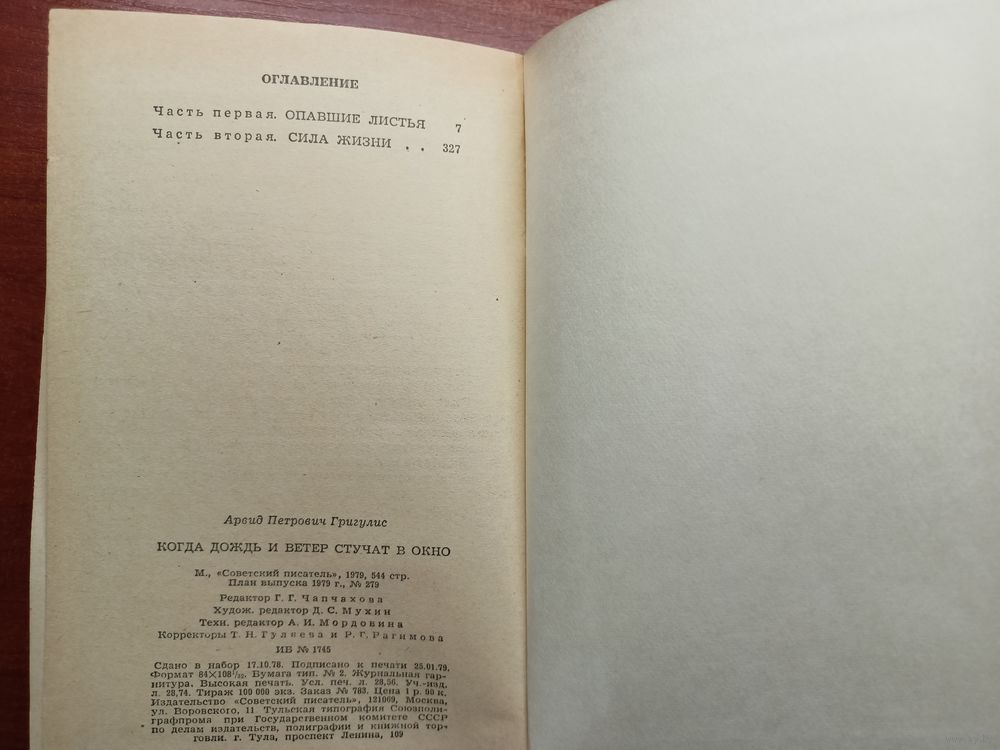 ОГЛАВЛЕНИЕ
Часть первая. ОПАВШИЕ ЛИСТЬЯ 7
Часть вторая. СИЛА ЖИЗНИ . . 327
Арвид Петрович Григулис
КОГДА ДОЖДЬ И ВЕТЕР СТУЧАТ В ОКНО
М., «Советский писатель», 1979, 544 стр.
План выпуска 1979 г., № 279
Редактор Г. Г. Чапчахова
Худож. редактор Д. С. Мухин
Техн. редактор А. И. Мордовина
Корректоры Т. Н. Гуляева и Р. Г. Рагимова
ИБ № 1745
Сдано в набор 17.10.78. Подписано к печати 25.01.79.
Формат 84×108¹/₃₂. Бумага тип. № 2. Журнальная гар-
нитура. Высокая печать. Усл. печ. л. 28,56. Уч.-изд.
л. 28,74. Тираж 100 000 экз. Заказ № 783. Цена 1 р. 90 к.
Издательство «Советский писатель», 121069, Москва,
ул. Воровского, 11 Тульская типография Союзполи-
графпрома при Государственном комитете СССР
по делам издательств, полиграфии и книжной тор-
говли. г. Тула, проспект Ленина, 109